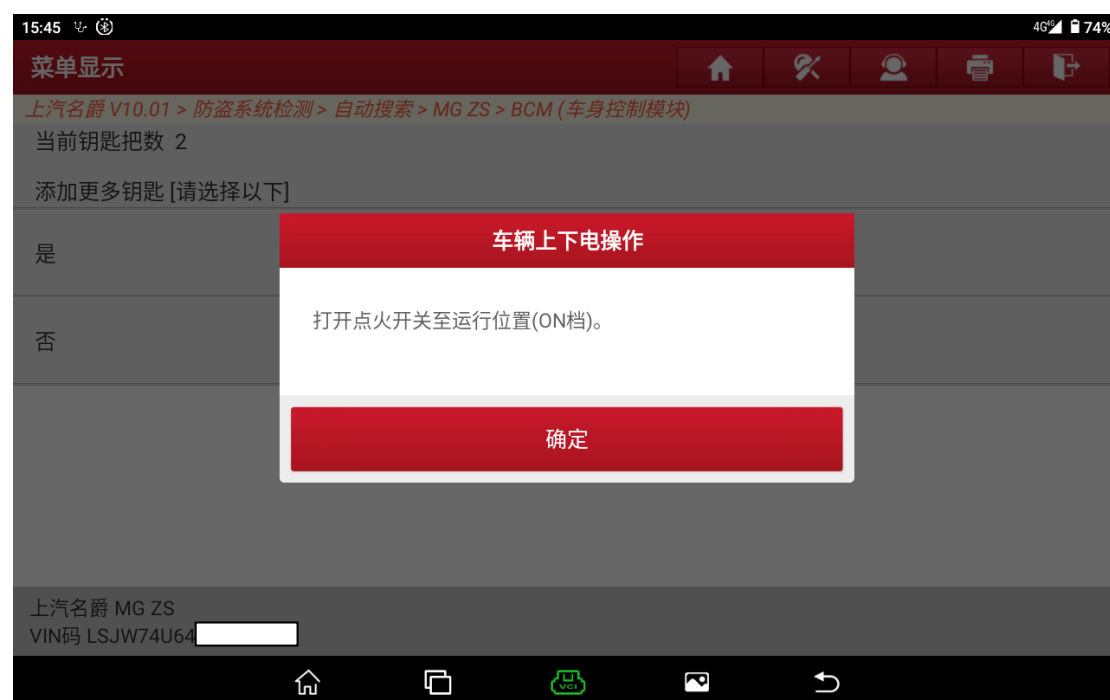 15:45
4G 4G 74%
菜单显示
上汽名爵 V10.01 > 防盗系统检测 > 自动搜索 > MG ZS > BCM (车身控制模块)
当前钥匙把数 2
添加更多钥匙 [请选择以下]
是
否
车辆上下电操作
打开点火开关至运行位置(ON档)。
确定
上汽名爵 MG ZS
VIN码 LSJW74U64
VCI